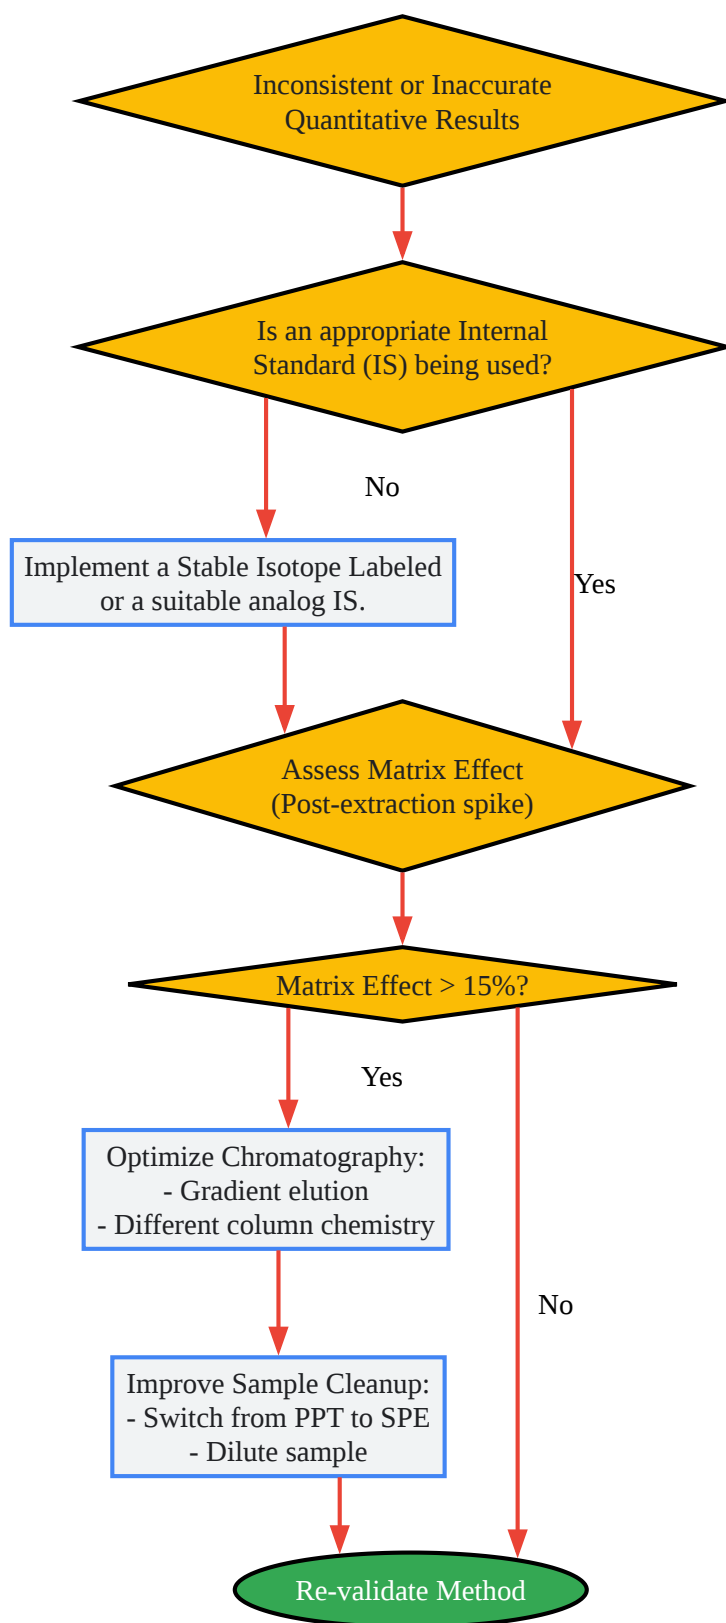 Inconsistent or Inaccurate
Quantitative Results
Is an appropriate Internal
Standard (IS) being used?
No
Implement a Stable Isotope Labeled
or a suitable analog IS.
Yes
Assess Matrix Effect
(Post-extraction spike)
Matrix Effect > 15%?
Yes
Optimize Chromatography:
- Gradient elution
- Different column chemistry
No
Improve Sample Cleanup:
- Switch from PPT to SPE
- Dilute sample
Re-validate Method